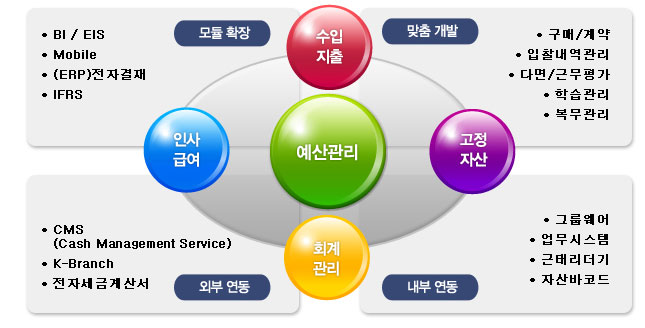 모듈 확장
• BI / EIS
• Mobile
• (ERP)전자결재
• IFRS
맞춤 개발
• 구매/계약
• 입찰내역관리
• 다면/근무평가
• 학습관리
• 복무관리
수입
지출
인사
급여
예산관리
고정
자산
회계
관리
• CMS
(Cash Management Service)
• K-Branch
• 전자세금계산서
외부 연동
• 그룹웨어
• 업무시스템
• 근태리더기
• 자산바코드
내부 연동